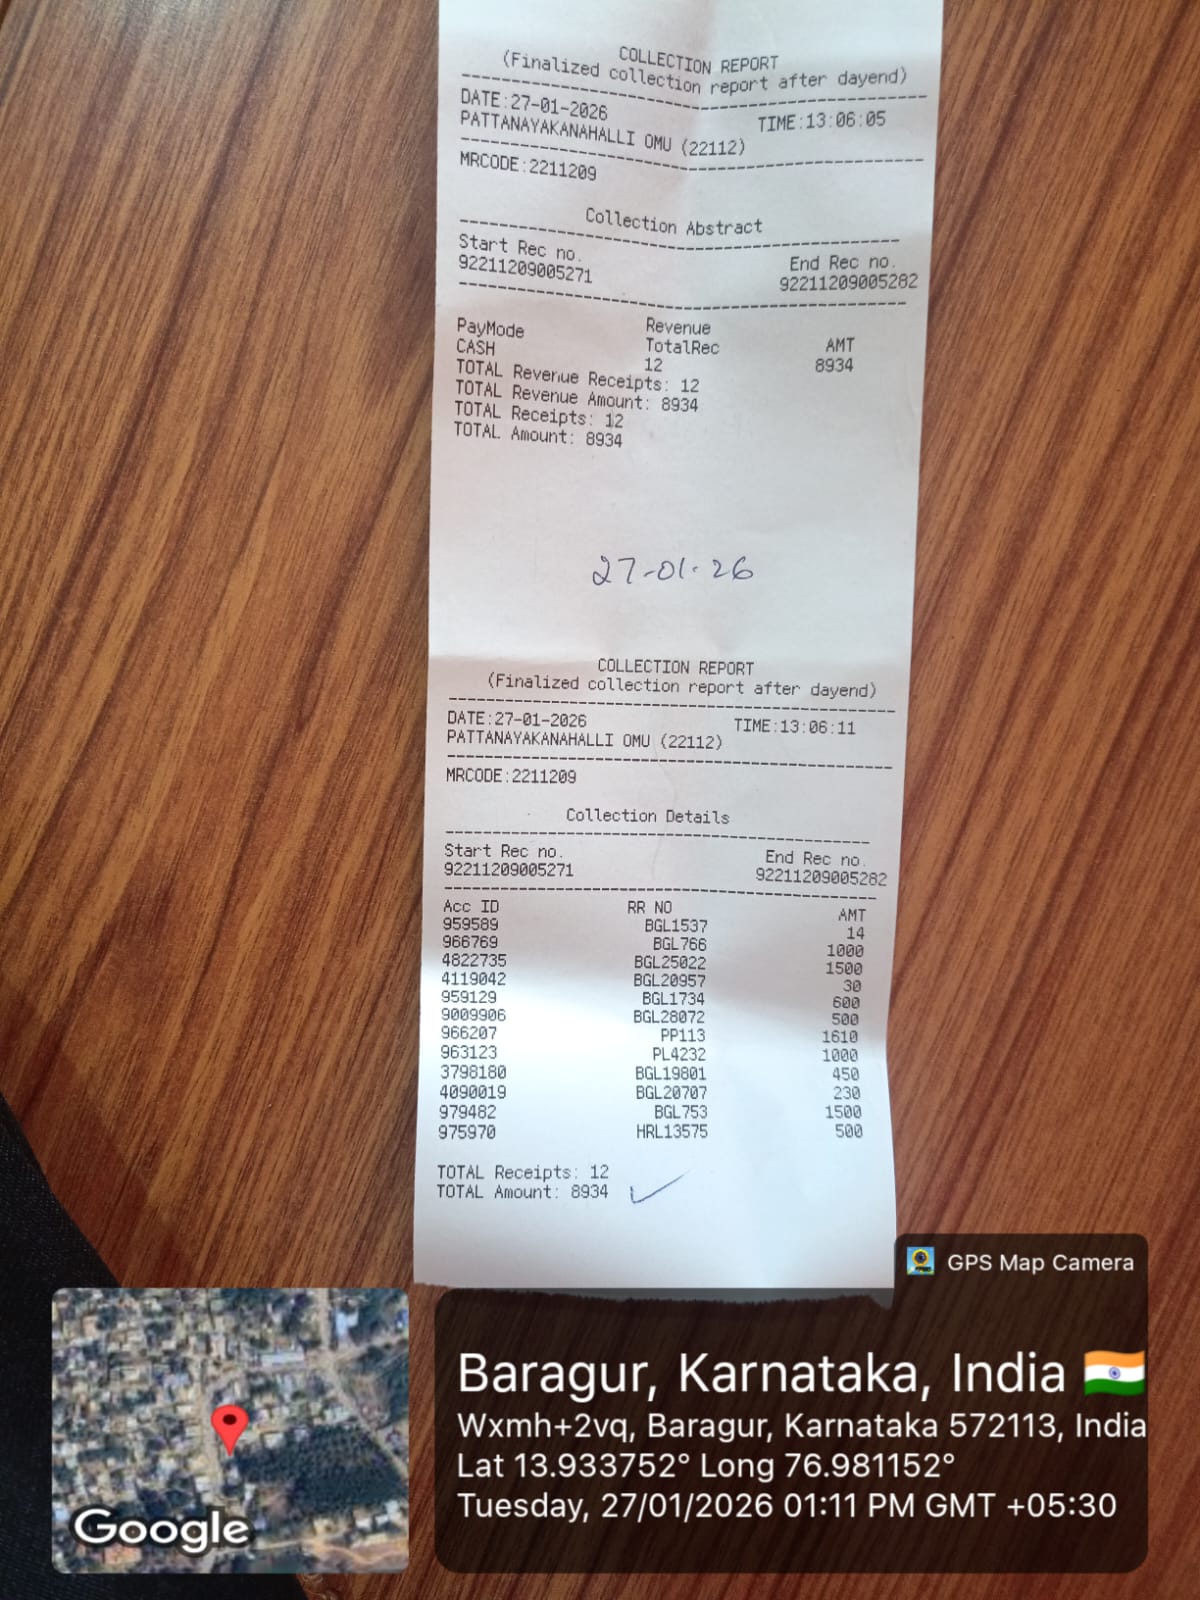 COLLECTION REPORT
(Finalized collection report after dayend)
DATE:27-01-2026 TIME:13:06:05
PATTANAYAKANAHALLI OMU (22112)
MRCODE:2211209
Collection Abstract
Start Rec no. End Rec no.
92211209005271 92211209005282
PayMode Revenue
CASH TotalRec AMT
12 8934
TOTAL Revenue Receipts: 12
TOTAL Revenue Amount: 8934
TOTAL Receipts: 12
TOTAL Amount: 8934
27-01-26
COLLECTION REPORT
(Finalized collection report after dayend)
DATE:27-01-2026 TIME:13:06:11
PATTANAYAKANAHALLI OMU (22112)
MRCODE:2211209
Collection Details
Start Rec no. End Rec no.
92211209005271 92211209005282
Acc ID RR NO AMT
959589 BGL1537 14
966769 BGL766 1000
4822735 BGL25022 1500
4119042 BGL20957 30
959129 BGL1734 600
9009906 BGL28072 500
966207 PP113 1610
963123 PL4232 1000
3798180 BGL19801 450
4090019 BGL20707 230
979482 BGL753 1500
975970 HRL13575 500
TOTAL Receipts: 12
TOTAL Amount: 8934
GPS Map Camera
Baragur, Karnataka, India
Wxmh+2vq, Baragur, Karnataka 572113, India
Lat 13.933752° Long 76.981152°
Tuesday, 27/01/2026 01:11 PM GMT +05:30
Google